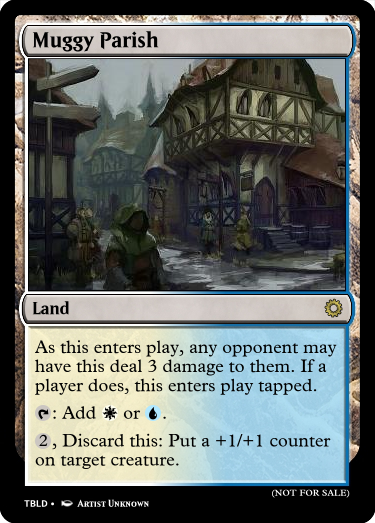 Muggy Parish
Land
As this enters play, any opponent may
have this deal 3 damage to them. If a
player does, this enters play tapped.
: Add or .
2, Discard this: Put a +1/+1 counter
on target creature.
(NOT FOR SALE)
TBLD • Artist Unknown